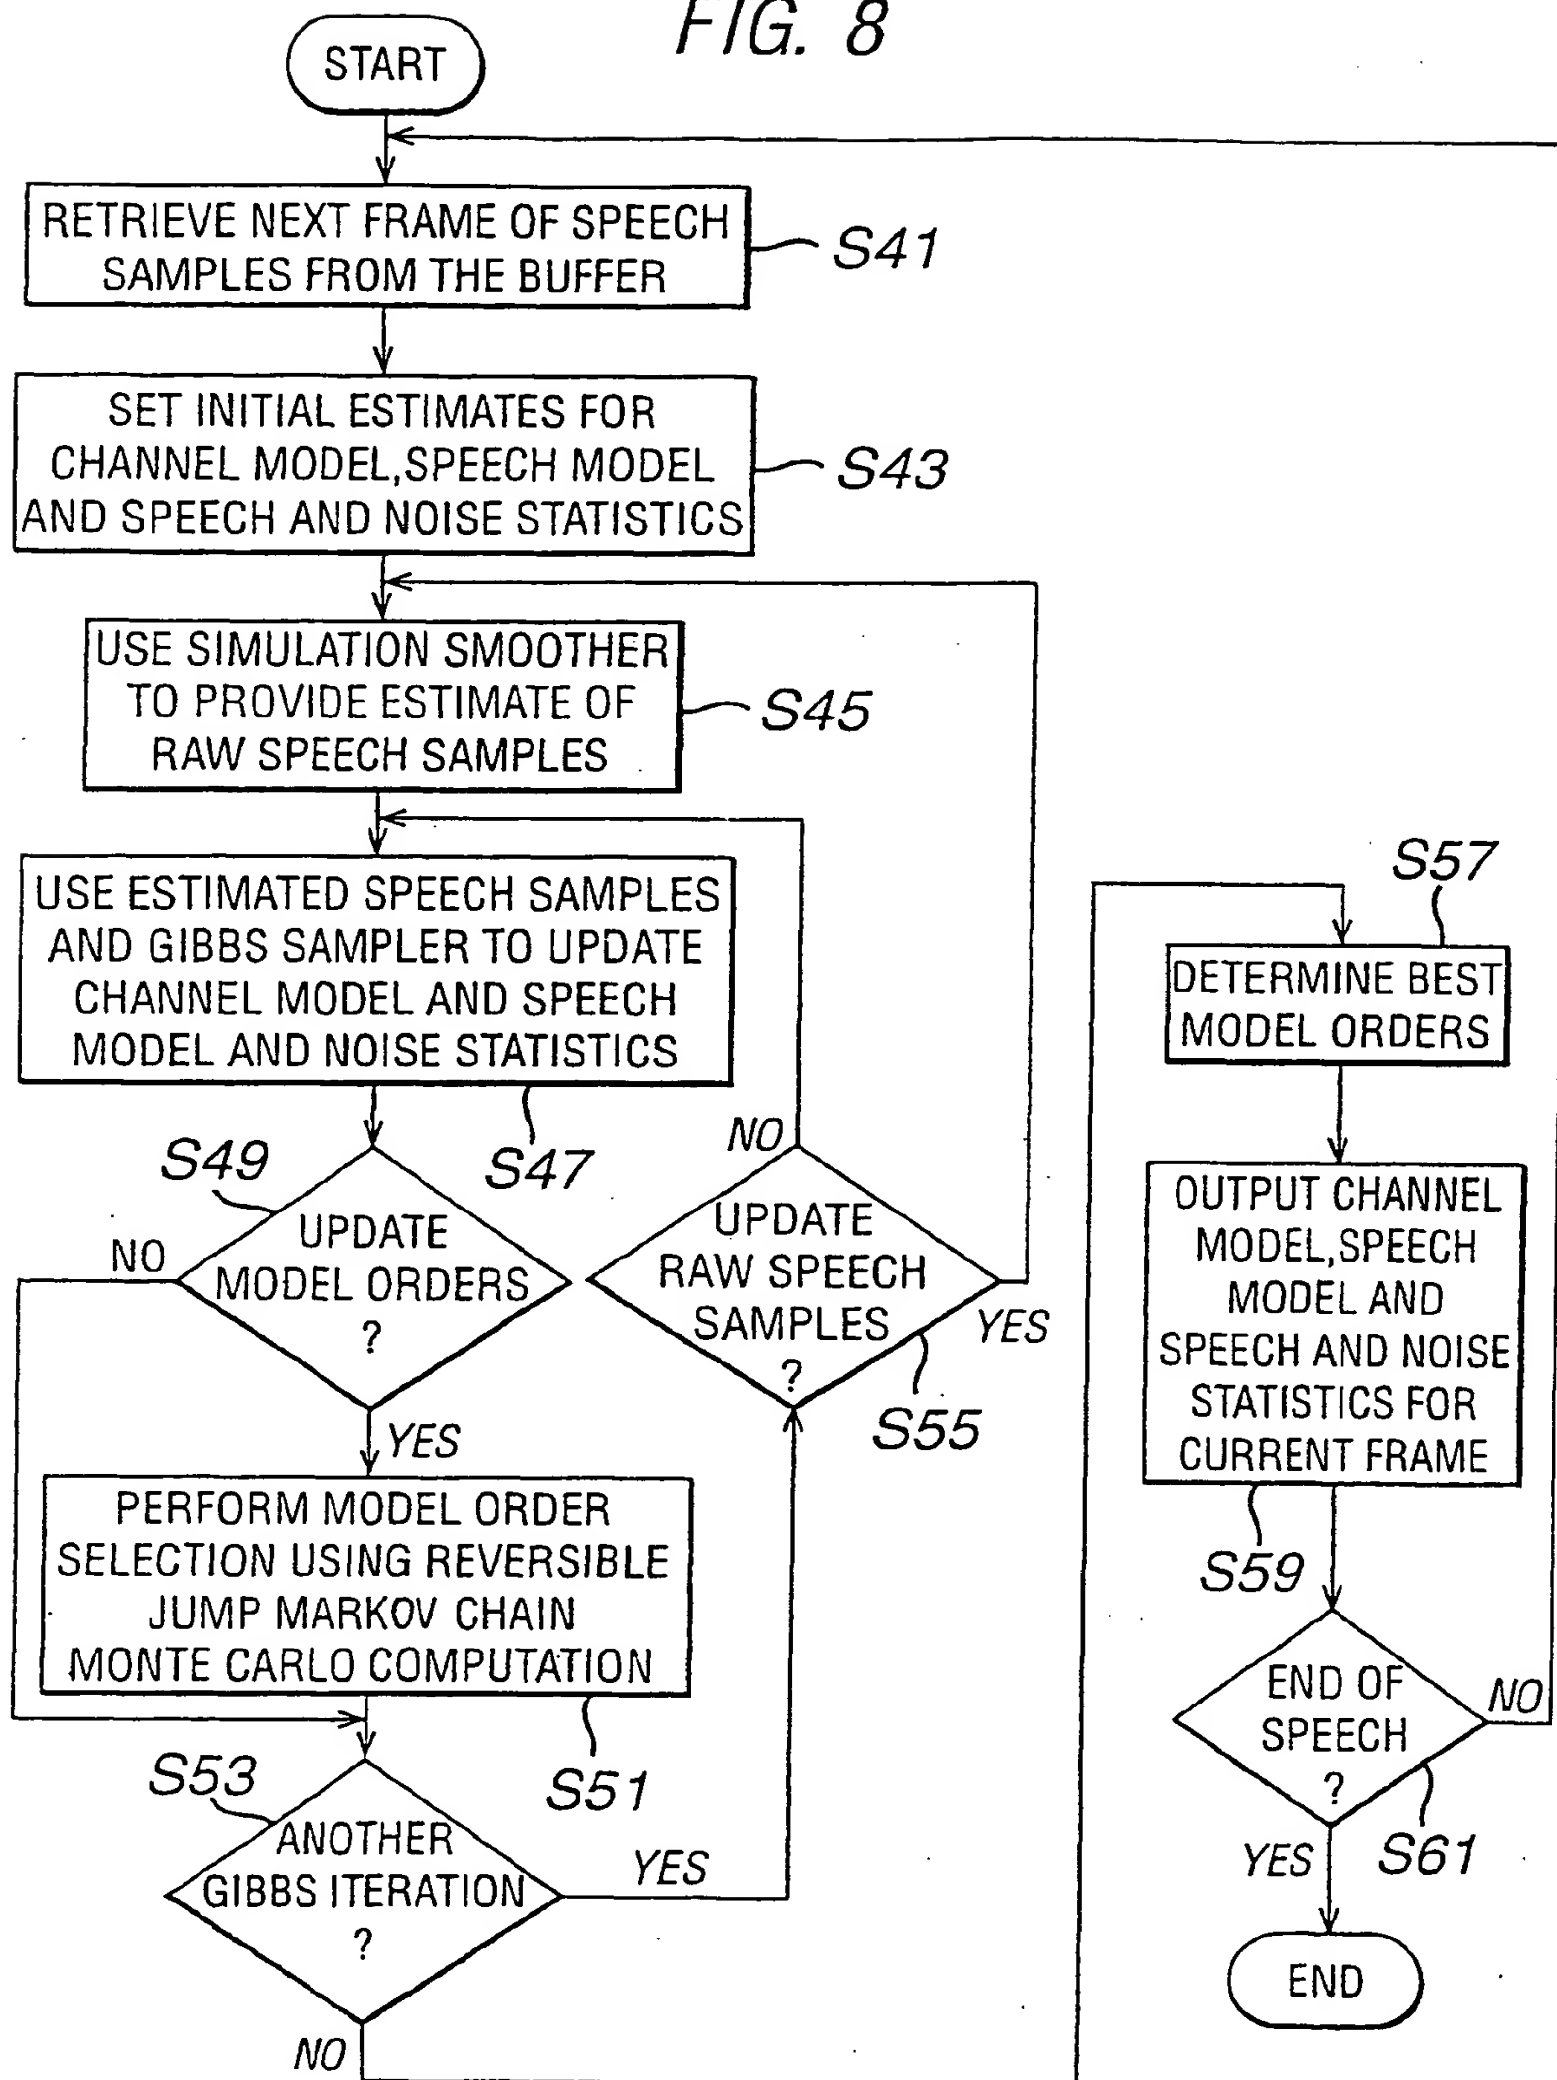 FIG. 8
START
RETRIEVE NEXT FRAME OF SPEECH
SAMPLES FROM THE BUFFER
S41
SET INITIAL ESTIMATES FOR
CHANNEL MODEL,SPEECH MODEL
AND SPEECH AND NOISE STATISTICS
S43
USE SIMULATION SMOOTHER
TO PROVIDE ESTIMATE OF
RAW SPEECH SAMPLES
S45
USE ESTIMATED SPEECH SAMPLES
AND GIBBS SAMPLER TO UPDATE
CHANNEL MODEL AND SPEECH
MODEL AND NOISE STATISTICS
S47
S49
UPDATE
MODEL ORDERS
?
NO
YES
PERFORM MODEL ORDER
SELECTION USING REVERSIBLE
JUMP MARKOV CHAIN
MONTE CARLO COMPUTATION
S51
S53
ANOTHER
GIBBS ITERATION
?
YES
NO
NO
UPDATE
RAW SPEECH
SAMPLES
?
YES
S55
S57
DETERMINE BEST
MODEL ORDERS
OUTPUT CHANNEL
MODEL,SPEECH
MODEL AND
SPEECH AND NOISE
STATISTICS FOR
CURRENT FRAME
S59
END OF
SPEECH
?
NO
YES
S61
END